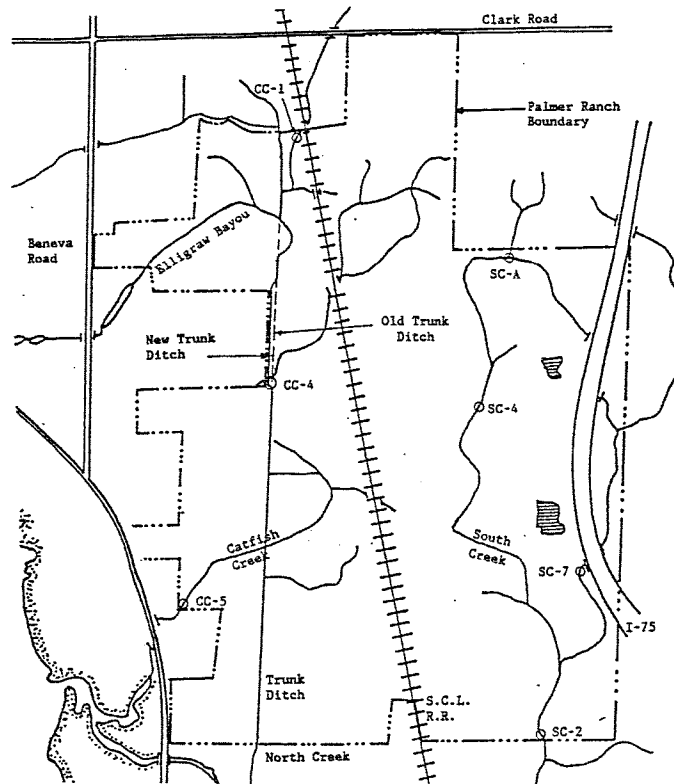 Clark Road
CC-1
Palmer Ranch
Boundary
Beneva
Road
Elligraw Bayou
SC-A
New Trunk
Ditch
Old Trunk
Ditch
CC-4
SC-4
Catfish
Creek
South
Creek
SC-7
CC-5
I-75
Trunk
Ditch
S.C.L.
R.R.
SC-2
North Creek